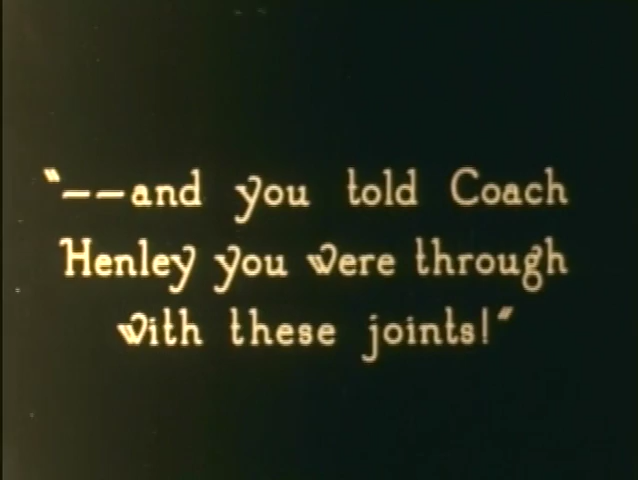 "——and you told Coach
Henley you were through
with these joints!"